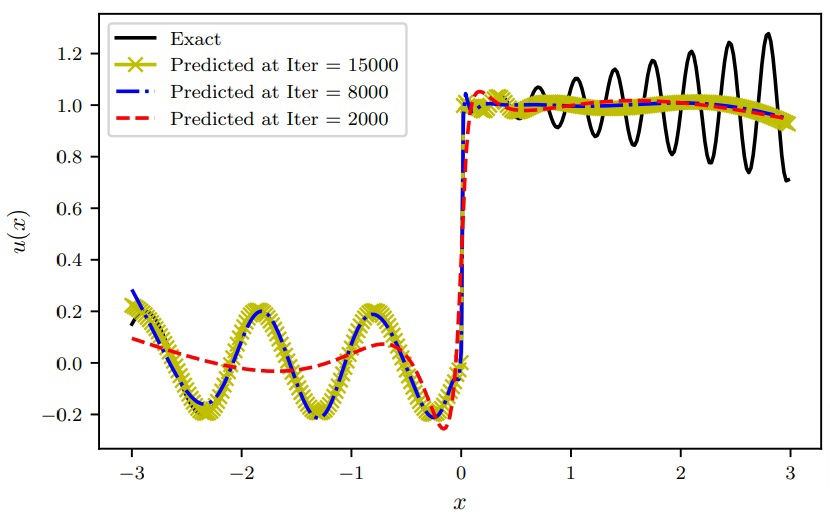 Exact
Predicted at Iter = 15000
Predicted at Iter = 8000
Predicted at Iter = 2000
1.2
1.0
0.8
0.6
0.4
0.2
0.0
−0.2
u(x)
−3 −2 −1 0 1 2 3
x